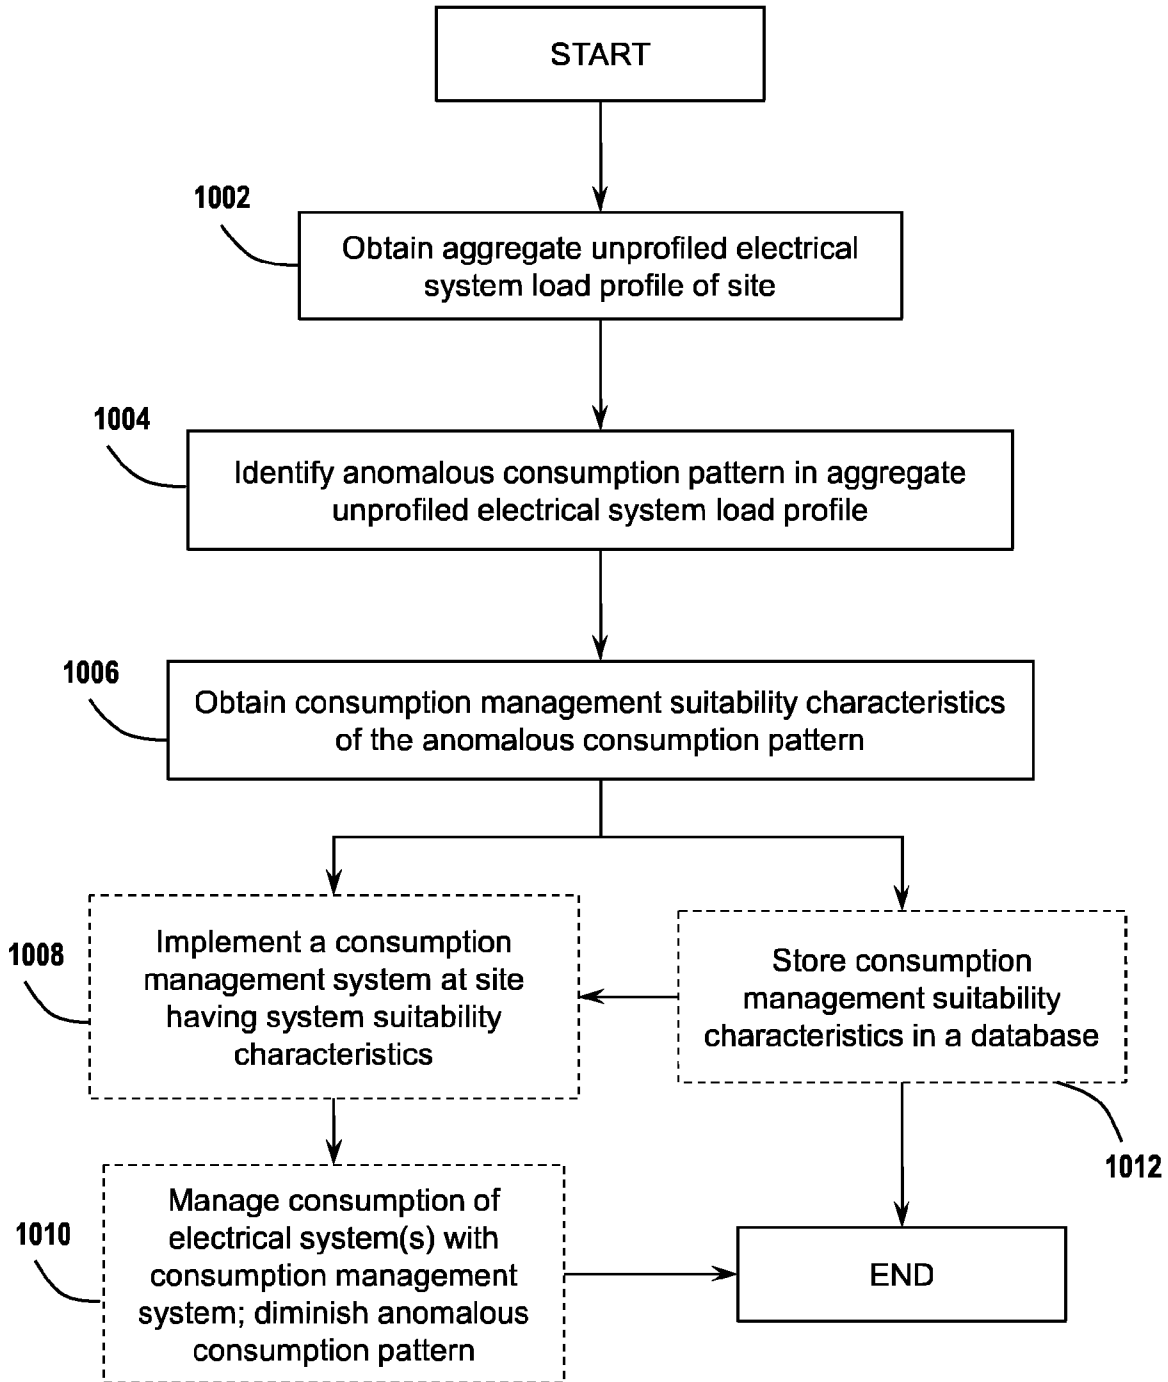 START
1002
Obtain aggregate unprofiled electrical
system load profile of site
1004
Identify anomalous consumption pattern in aggregate
unprofiled electrical system load profile
1006
Obtain consumption management suitability characteristics
of the anomalous consumption pattern
1008
Implement a consumption
management system at site
having system suitability
characteristics
Store consumption
management suitability
characteristics in a database
1012
1010
Manage consumption of
electrical system(s) with
consumption management
system; diminish anomalous
consumption pattern
END